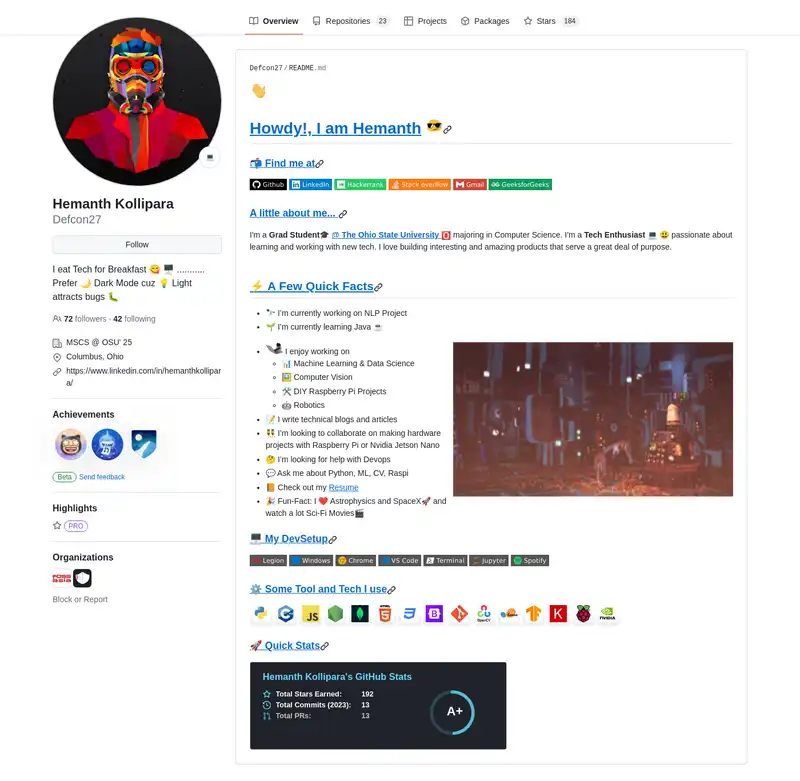 Overview Repositories 23 Projects Packages Stars 184
Hemanth Kollipara
Defcon27
Follow
I eat Tech for Breakfast 😋 🖥️ ...........
Prefer 🌙 Dark Mode cuz 💡 Light
attracts bugs 🐛
72 followers · 42 following
MSCS @ OSU' 25
Columbus, Ohio
https://www.linkedin.com/in/hemanthkollipar
a/
Achievements
Beta Send feedback
Highlights
PRO
Organizations
FOSS
ASIA
Block or Report
Defcon27 / README.md
👋
Howdy!, I am Hemanth 😎
📬 Find me at
Github LinkedIn Hackerrank Stack overflow Gmail GeeksforGeeks
A little about me...
I'm a Grad Student🎓 @ The Ohio State University 🅾️ majoring in Computer Science. I'm a Tech Enthusiast 💻 😃 passionate about
learning and working with new tech. I love building interesting and amazing products that serve a great deal of purpose.
⚡ A Few Quick Facts
🔭 I'm currently working on NLP Project
🌱 I'm currently learning Java ☕
I enjoy working on
📊 Machine Learning & Data Science
🖼️ Computer Vision
🛠️ DIY Raspberry Pi Projects
🤖 Robotics
📝 I write technical blogs and articles
👯 I'm looking to collaborate on making hardware
projects with Raspberry Pi or Nvidia Jetson Nano
🤔 I'm looking for help with Devops
💬 Ask me about Python, ML, CV, Raspi
📙 Check out my Resume
🎉 Fun-Fact: I ❤️ Astrophysics and SpaceX🚀 and
watch a lot Sci-Fi Movies🎬
🖥️ My DevSetup
Legion Windows Chrome VS Code Terminal Jupyter Spotify
⚙️ Some Tool and Tech I use
JS HTML B OpenCV K NVIDIA
🚀 Quick Stats
Hemanth Kollipara's GitHub Stats
Total Stars Earned: 192
Total Commits (2023): 13
Total PRs: 13
A+